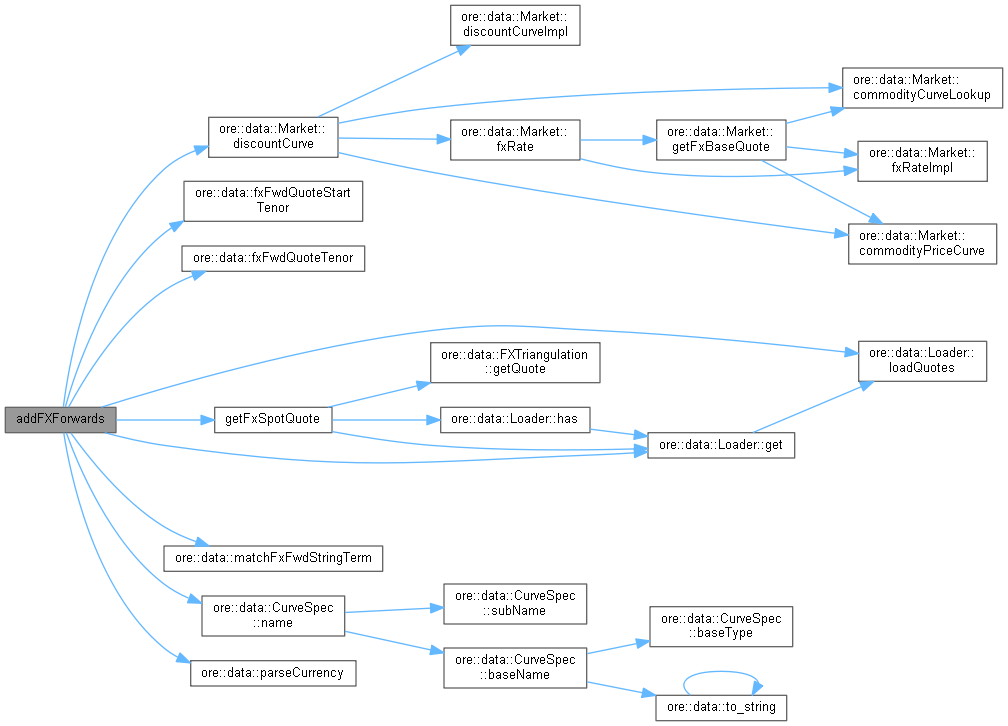 ore::data::Market::
discountCurveImpl
ore::data::Market::
commodityCurveLookup
ore::data::Market::
discountCurve
ore::data::Market::
fxRate
ore::data::Market::
getFxBaseQuote
ore::data::Market::
fxRateImpl
ore::data::fxFwdQuoteStart
Tenor
ore::data::Market::
commodityPriceCurve
ore::data::fxFwdQuoteTenor
ore::data::FXTriangulation
::getQuote
ore::data::Loader::
loadQuotes
addFXForwards
getFxSpotQuote
ore::data::Loader::has
ore::data::Loader::get
ore::data::matchFxFwdStringTerm
ore::data::CurveSpec
::name
ore::data::CurveSpec
::subName
ore::data::CurveSpec
::baseType
ore::data::parseCurrency
ore::data::CurveSpec
::baseName
ore::data::to_string